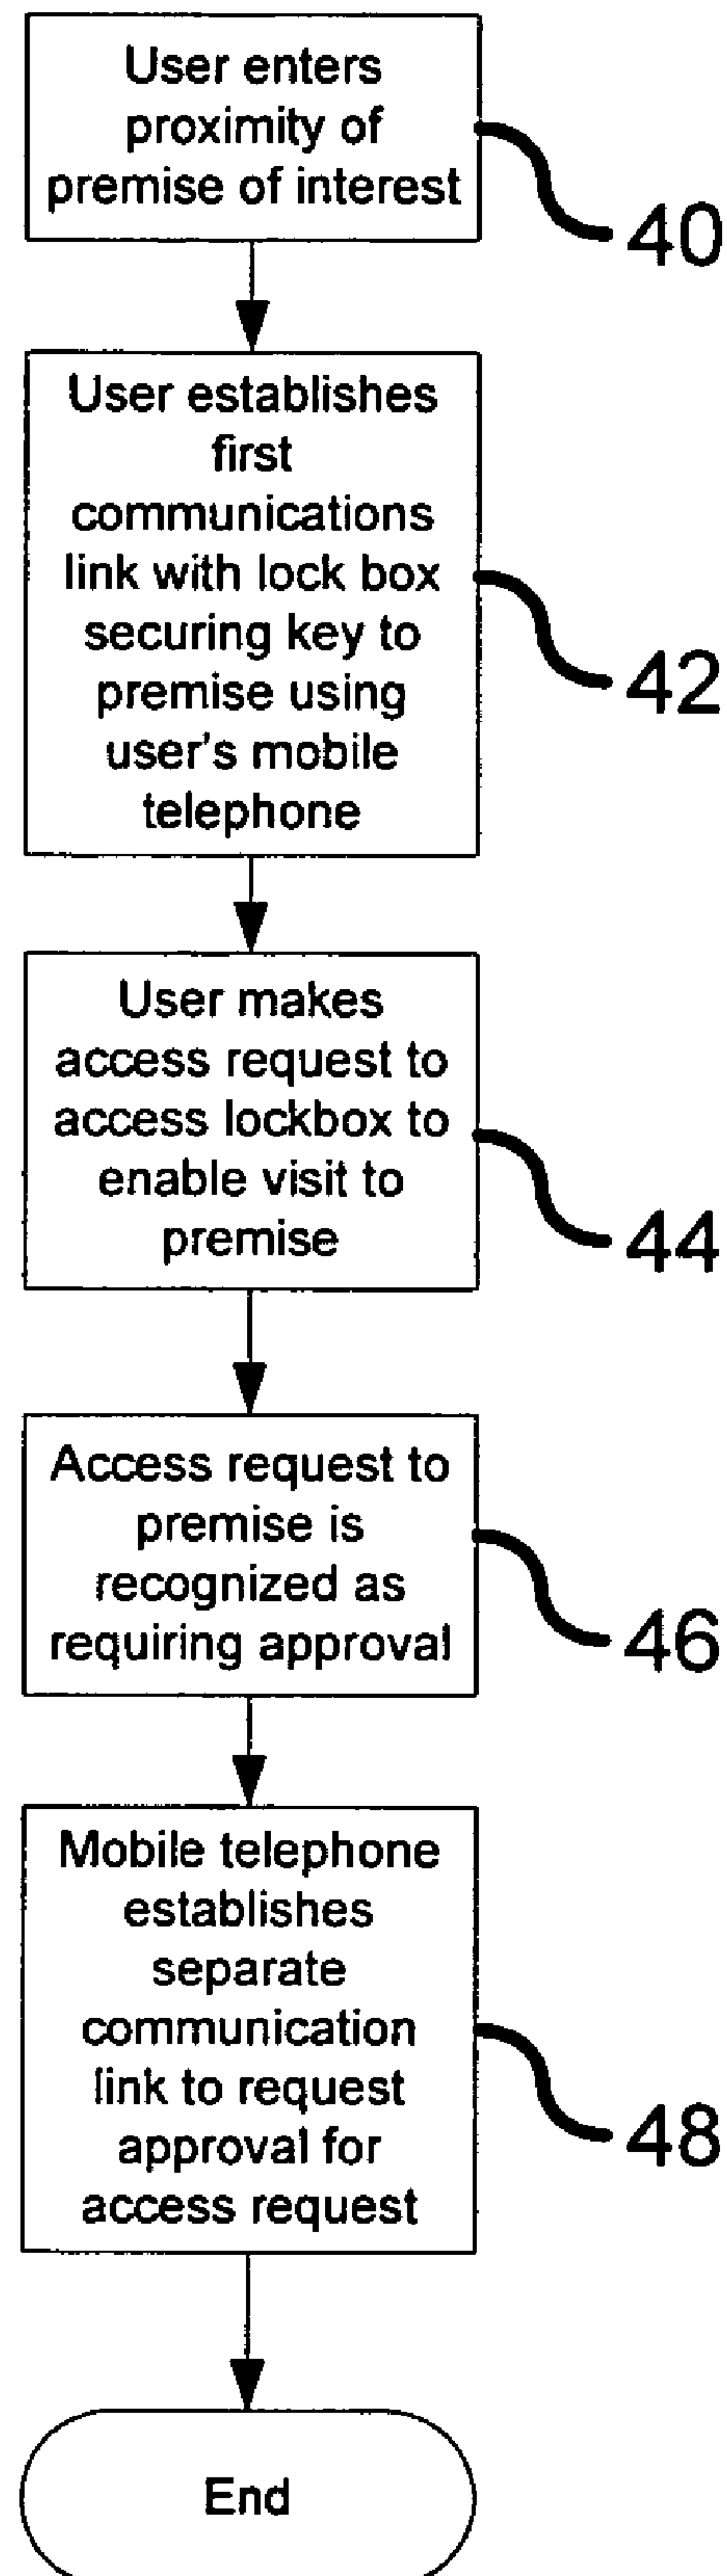 User enters
proximity of
premise of interest
40
User establishes
first
communications
link with lock box
securing key to
premise using
user's mobile
telephone
42
User makes
access request to
access lockbox to
enable visit to
premise
44
Access request to
premise is
recognized as
requiring approval
46
Mobile telephone
establishes
separate
communication
link to request
approval for
access request
48
End